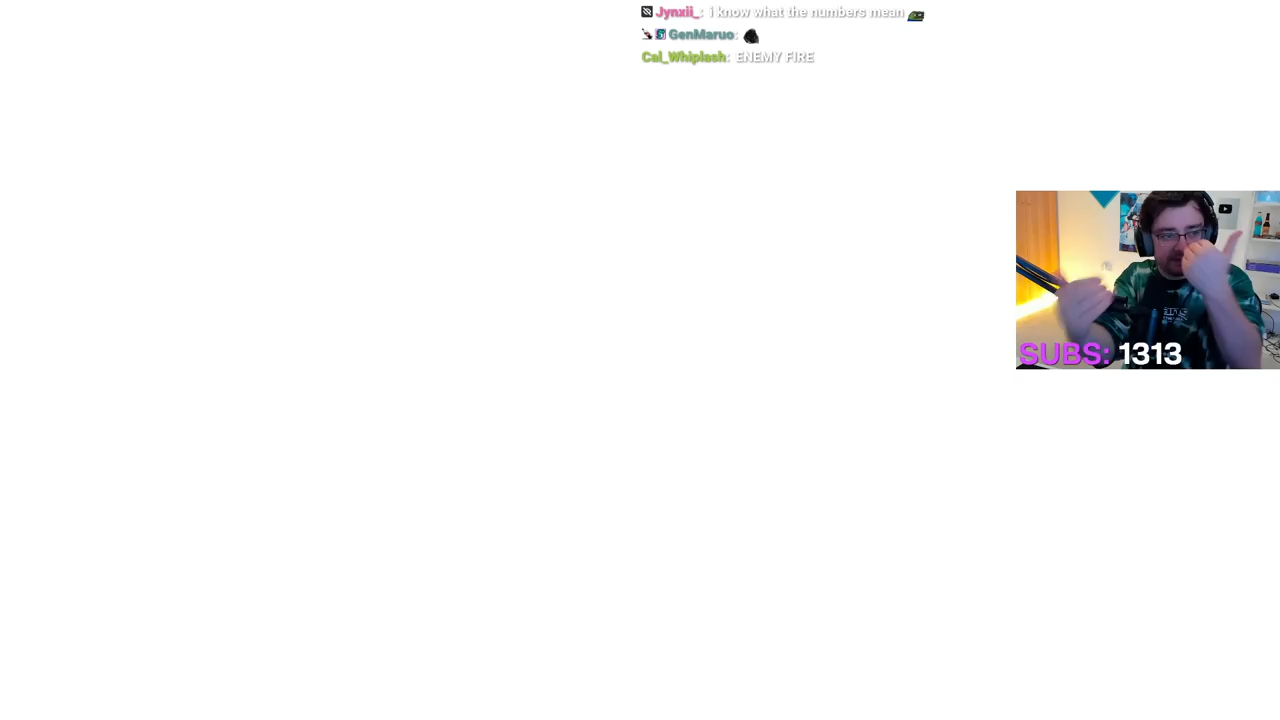 Jynxii_: i know what the numbers mean
GenMaruo:
Cal_Whiplash: ENEMY FIRE
SUBS: 1313